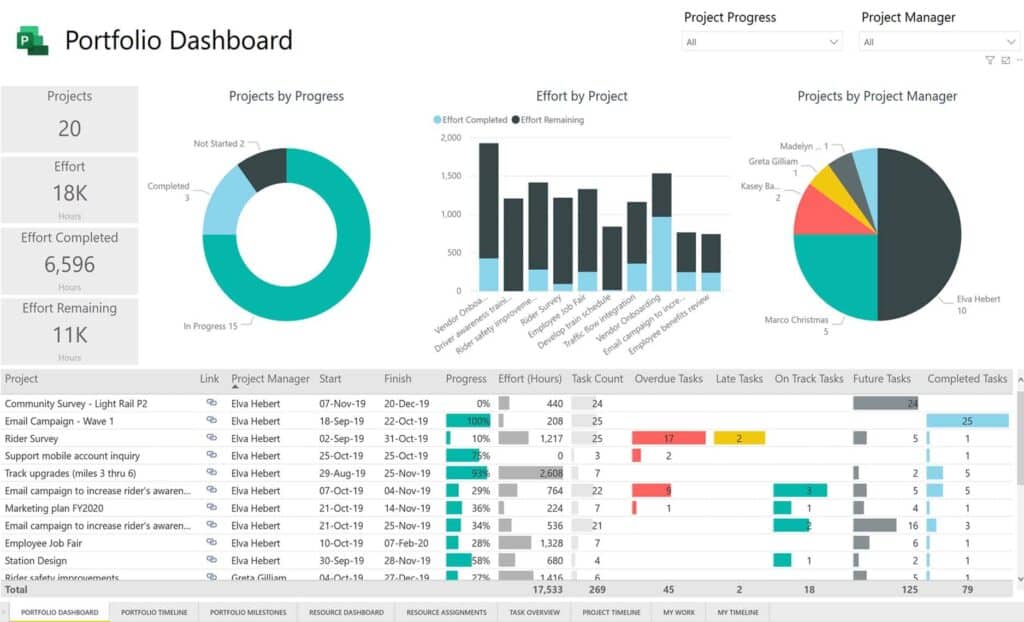 P
Portfolio Dashboard
Project Progress
All
Project Manager
All
Projects
20
Effort
18K
Hours
Effort Completed
6,596
Hours
Effort Remaining
11K
Hours
Projects by Progress
Not Started 2
Completed
3
In Progress 15
Effort by Project
Effort Completed Effort Remaining
2,000
1,500
1,000
500
0
Vendor Onboa...
Driver awareness traini...
Rider safety improveme...
Rider Survey
Employee Job Fair
Develop train schedule
Traffic flow integration
Vendor Onboarding
Email campaign to incre...
Employee benefits review
Projects by Project Manager
Madelyn ... 1
Greta Gilliam
1
Kasey Ba...
2
Marco Christmas
5
Elva Hebert
10
Project Link Project Manager Start Finish Progress Effort (Hours) Task Count Overdue Tasks Late Tasks On Track Tasks Future Tasks Completed Tasks
Community Survey - Light Rail P2 Elva Hebert 07-Nov-19 20-Dec-19 0% 440 24 24
Email Campaign - Wave 1 Elva Hebert 18-Sep-19 22-Oct-19 100% 208 25 25
Rider Survey Elva Hebert 02-Sep-19 31-Oct-19 10% 1,217 25 17 2 5 1
Support mobile account inquiry Elva Hebert 25-Oct-19 25-Oct-19 75% 0 3 2 1
Track upgrades (miles 3 thru 6) Elva Hebert 29-Aug-19 25-Nov-19 93% 2,608 7 2 5
Email campaign to increase rider's awaren... Elva Hebert 07-Oct-19 04-Nov-19 29% 764 22 9 3 5 5
Marketing plan FY2020 Elva Hebert 21-Oct-19 14-Nov-19 36% 224 7 1 1 4 1
Email campaign to increase rider's awaren... Elva Hebert 21-Oct-19 25-Nov-19 34% 536 21 2 16 3
Employee Job Fair Elva Hebert 10-Oct-19 07-Feb-20 28% 1,328 7 6 1
Station Design Elva Hebert 30-Sep-19 28-Nov-19 58% 680 4 1 2 1
Rider safety improvements Greta Gilliam 04-Oct-19 27-Dec-19 27% 1,416 6 5 1
Total 17,533 269 45 2 18 125 79
PORTFOLIO DASHBOARD PORTFOLIO TIMELINE PORTFOLIO MILESTONES RESOURCE DASHBOARD RESOURCE ASSIGNMENTS TASK OVERVIEW PROJECT TIMELINE MY WORK MY TIMELINE